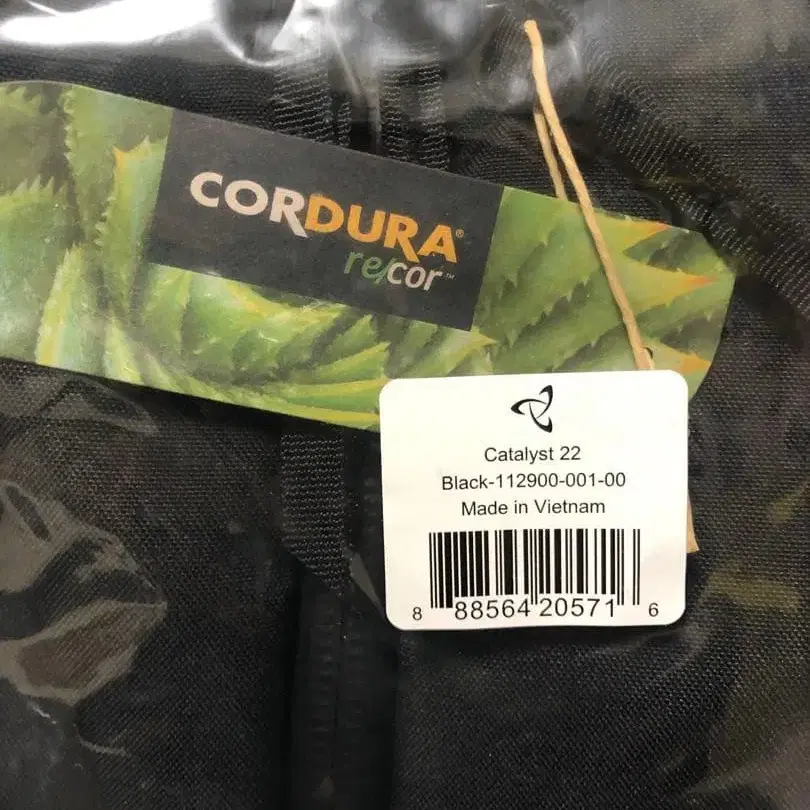 CORDURA®
re/cor™
Catalyst 22
Black-112900-001-00
Made in Vietnam
8 88564 20571 6